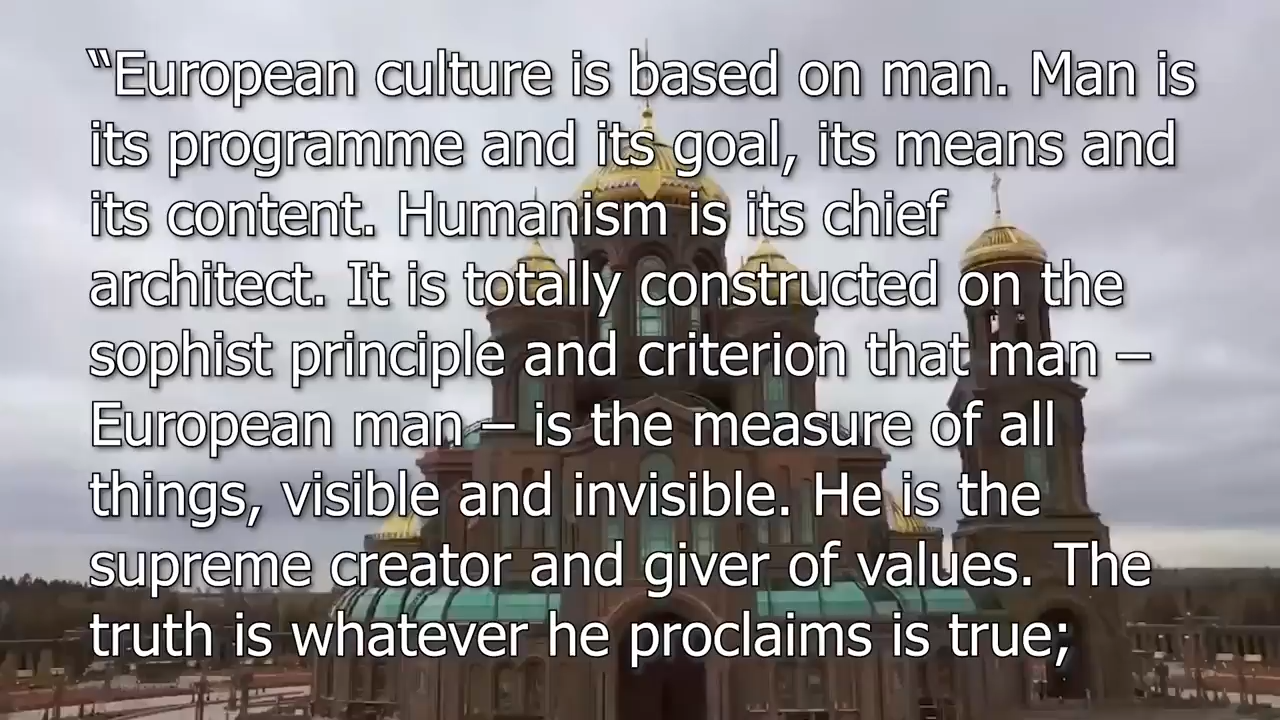 “European culture is based on man. Man is
its programme and its goal, its means and
its content. Humanism is its chief
architect. It is totally constructed on the
sophist principle and criterion that man –
European man – is the measure of all
things, visible and invisible. He is the
supreme creator and giver of values. The
truth is whatever he proclaims is true;